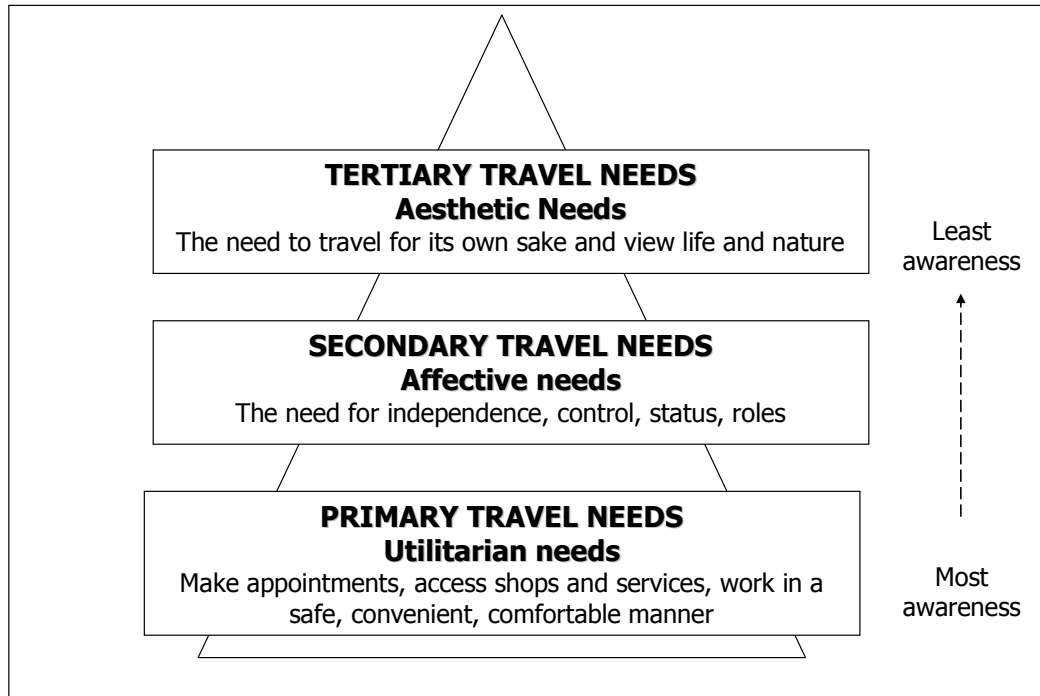 TERTIARY TRAVEL NEEDS
Aesthetic Needs
The need to travel for its own sake and view life and nature
Least
awareness
SECONDARY TRAVEL NEEDS
Affective needs
The need for independence, control, status, roles
PRIMARY TRAVEL NEEDS
Utilitarian needs
Make appointments, access shops and services, work in a
safe, convenient, comfortable manner
Most
awareness